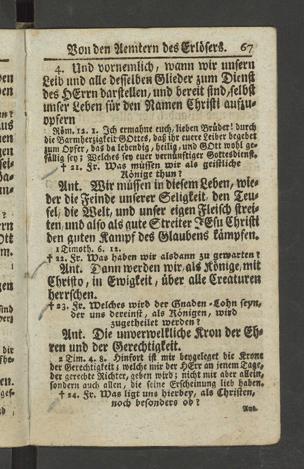 Von den Aemtern des Erlösers. 67
4. Und vornemlich, wann wir unsern
Leib und alle desselben Glieder zum Dienst
des HErrn darstellen, und bereit sind, selbst
unser Leben für den Namen Christi aufzu-
opfern
Röm. 12. 1. Ich ermahne euch, lieben Brüder! durch
die Barmherzigkeit GOttes, daß ihr euere Leiber begebet
zum Opfer, das da lebendig, heilig, und GOtt wohl ge-
fällig sey; Welches sey euer vernünftiger Gottesdienst.
† 21. Fr. Was müssen wir als geistliche
Könige thun?
Ant. Wir müssen in diesem Leben, wie-
der die Feinde unserer Seligkeit, den Teu-
fel, die Welt, und unser eigen Fleisch strei-
ten und also als gute Streiter JEsu Christi
den guten Kampf des Glaubens kämpfen.
1 Timoth. 6. 12.
† 22. Fr. Was haben wir alsdann zu gewarten?
Ant. Dann werden wir, als Könige, mit
Christo, in Ewigkeit, über alle Creaturen
herrschen.
† 23. Fr. Welches wird der Gnaden-Lohn seyn,
der uns dereinst, als Königen, wird
zugetheilet werden?
Ant. Die unverwelkliche Kron der Eh-
ren und der Gerechtigkeit.
2 Tim. 4. 8. Hinfort ist mir beygeleget die Krone
der Gerechtigkeit; welche mir der HErr an jenem Tage,
der gerechte Richter, geben wird; nicht mir aber allein,
sondern auch allen, die seine Erscheinung lieb haben.
† 24. Fr. Was ligt uns hierbey, als Christen,
noch besonders ob?
Ant.